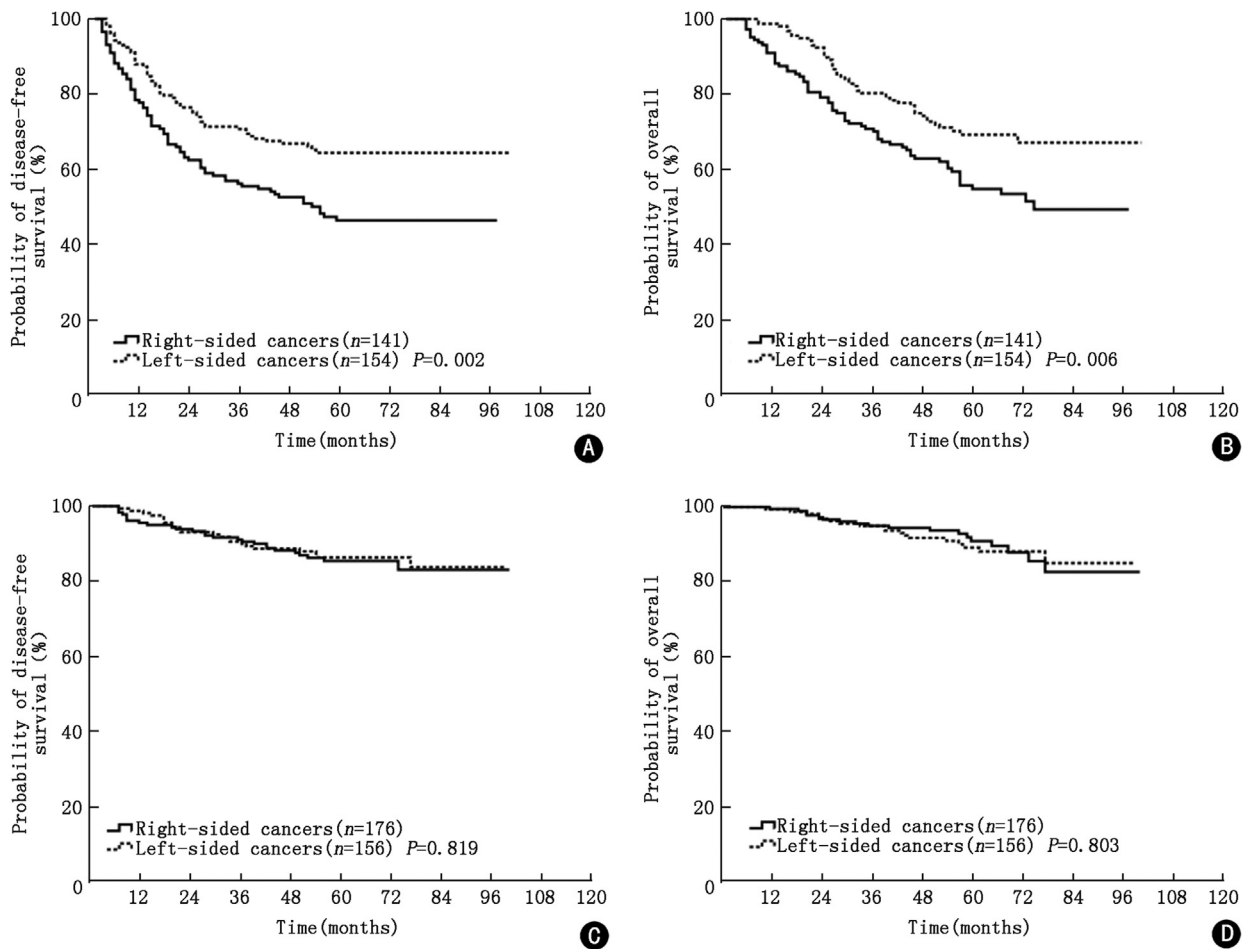 Probability of disease-free
survival(%)
100
80
60
40
20
0
Right-sided cancers(n=141)
Left-sided cancers(n=154) P=0.002
12 24 36 48 60 72 84 96 108 120
Time(months)
A
Probability of overall
survival(%)
100
80
60
40
20
0
Right-sided cancers(n=141)
Left-sided cancers(n=154) P=0.006
12 24 36 48 60 72 84 96 108 120
Time(months)
B
Probability of disease-free
survival(%)
100
80
60
40
20
0
Right-sided cancers(n=176)
Left-sided cancers(n=156) P=0.819
12 24 36 48 60 72 84 96 108 120
Time(months)
C
Probability of overall
survival(%)
100
80
60
40
20
0
Right-sided cancers(n=176)
Left-sided cancers(n=156) P=0.803
12 24 36 48 60 72 84 96 108 120
Time(months)
D